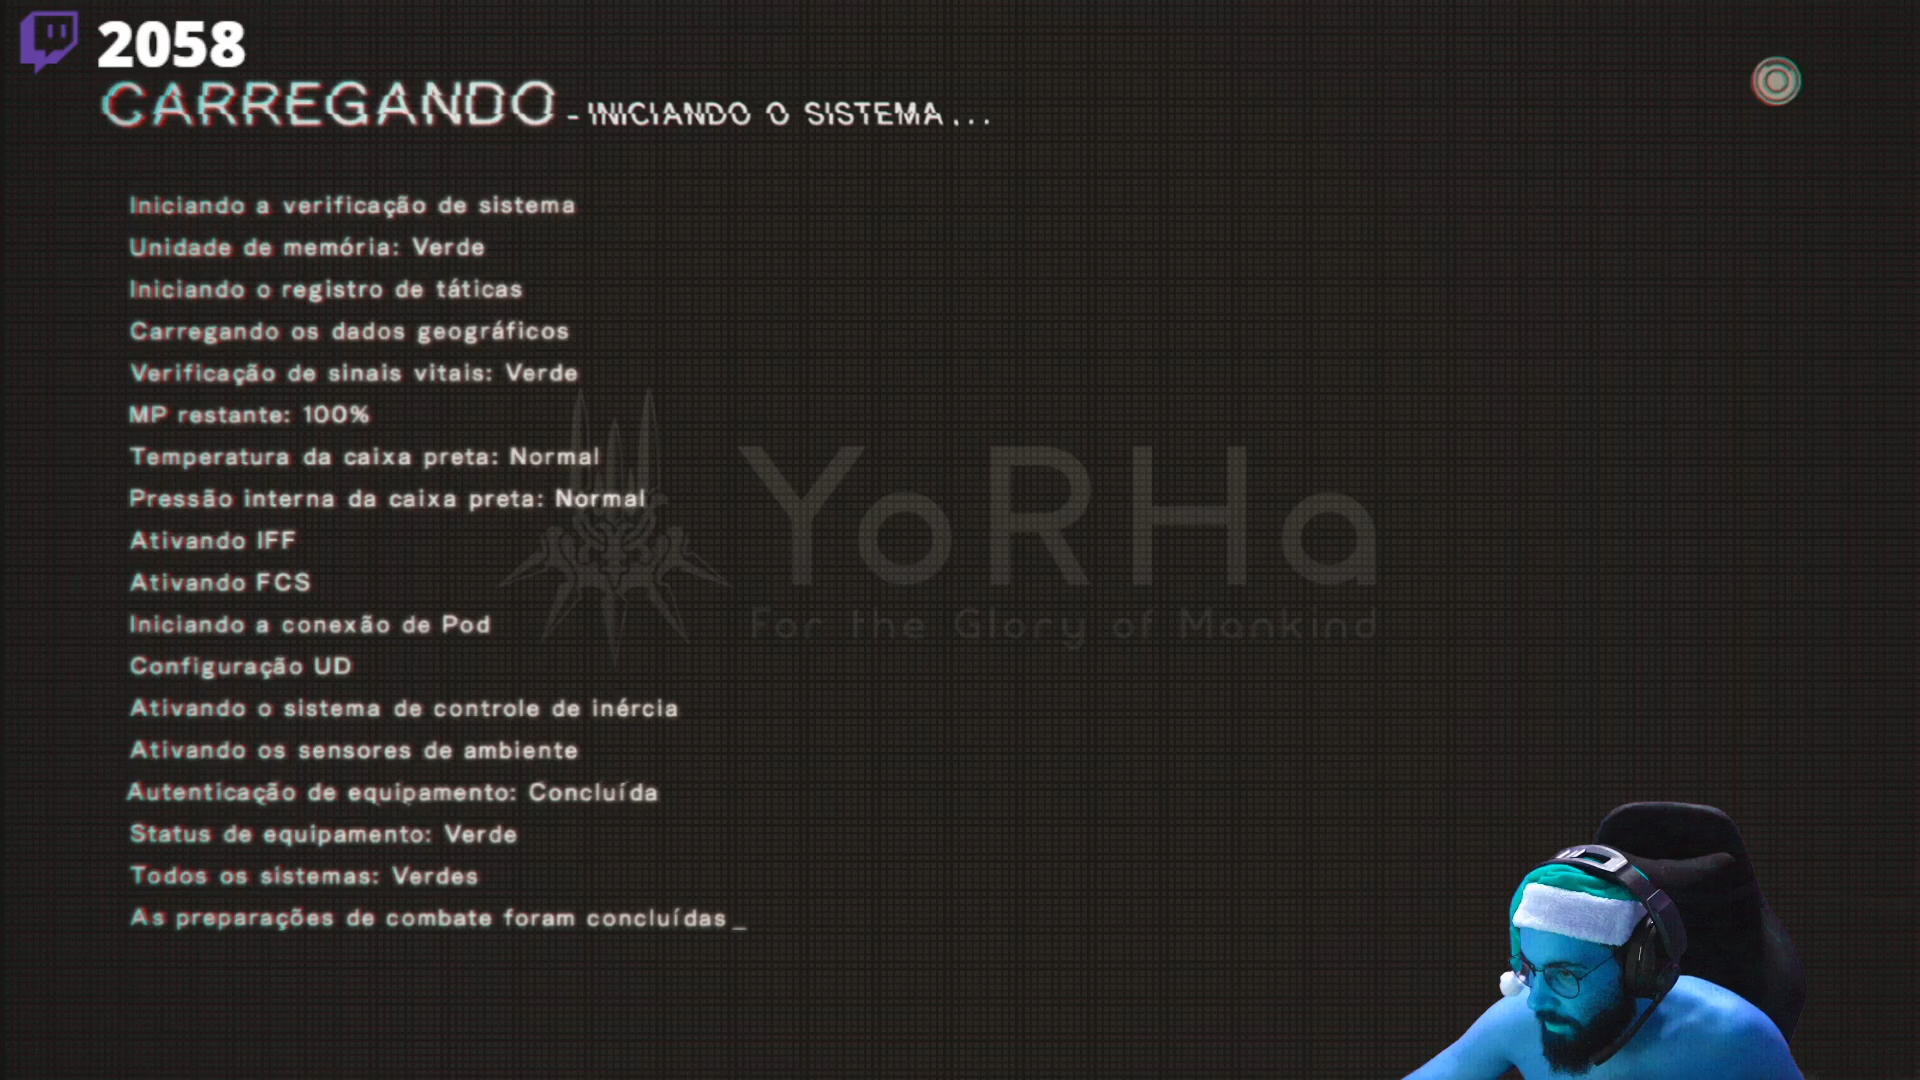 2058
CARREGANDO - INICIANDO O SISTEMA...
Iniciando a verificação de sistema
Unidade de memória: Verde
Iniciando o registro de táticas
Carregando os dados geográficos
Verificação de sinais vitais: Verde
MP restante: 100%
Temperatura da caixa preta: Normal
Pressão interna da caixa preta: Normal
Ativando IFF
Ativando FCS
Iniciando a conexão de Pod
Configuração UD
Ativando o sistema de controle de inércia
Ativando os sensores de ambiente
Autenticação de equipamento: Concluída
Status de equipamento: Verde
Todos os sistemas: Verdes
As preparações de combate foram concluídas _
YoRHa
For the Glory of Mankind